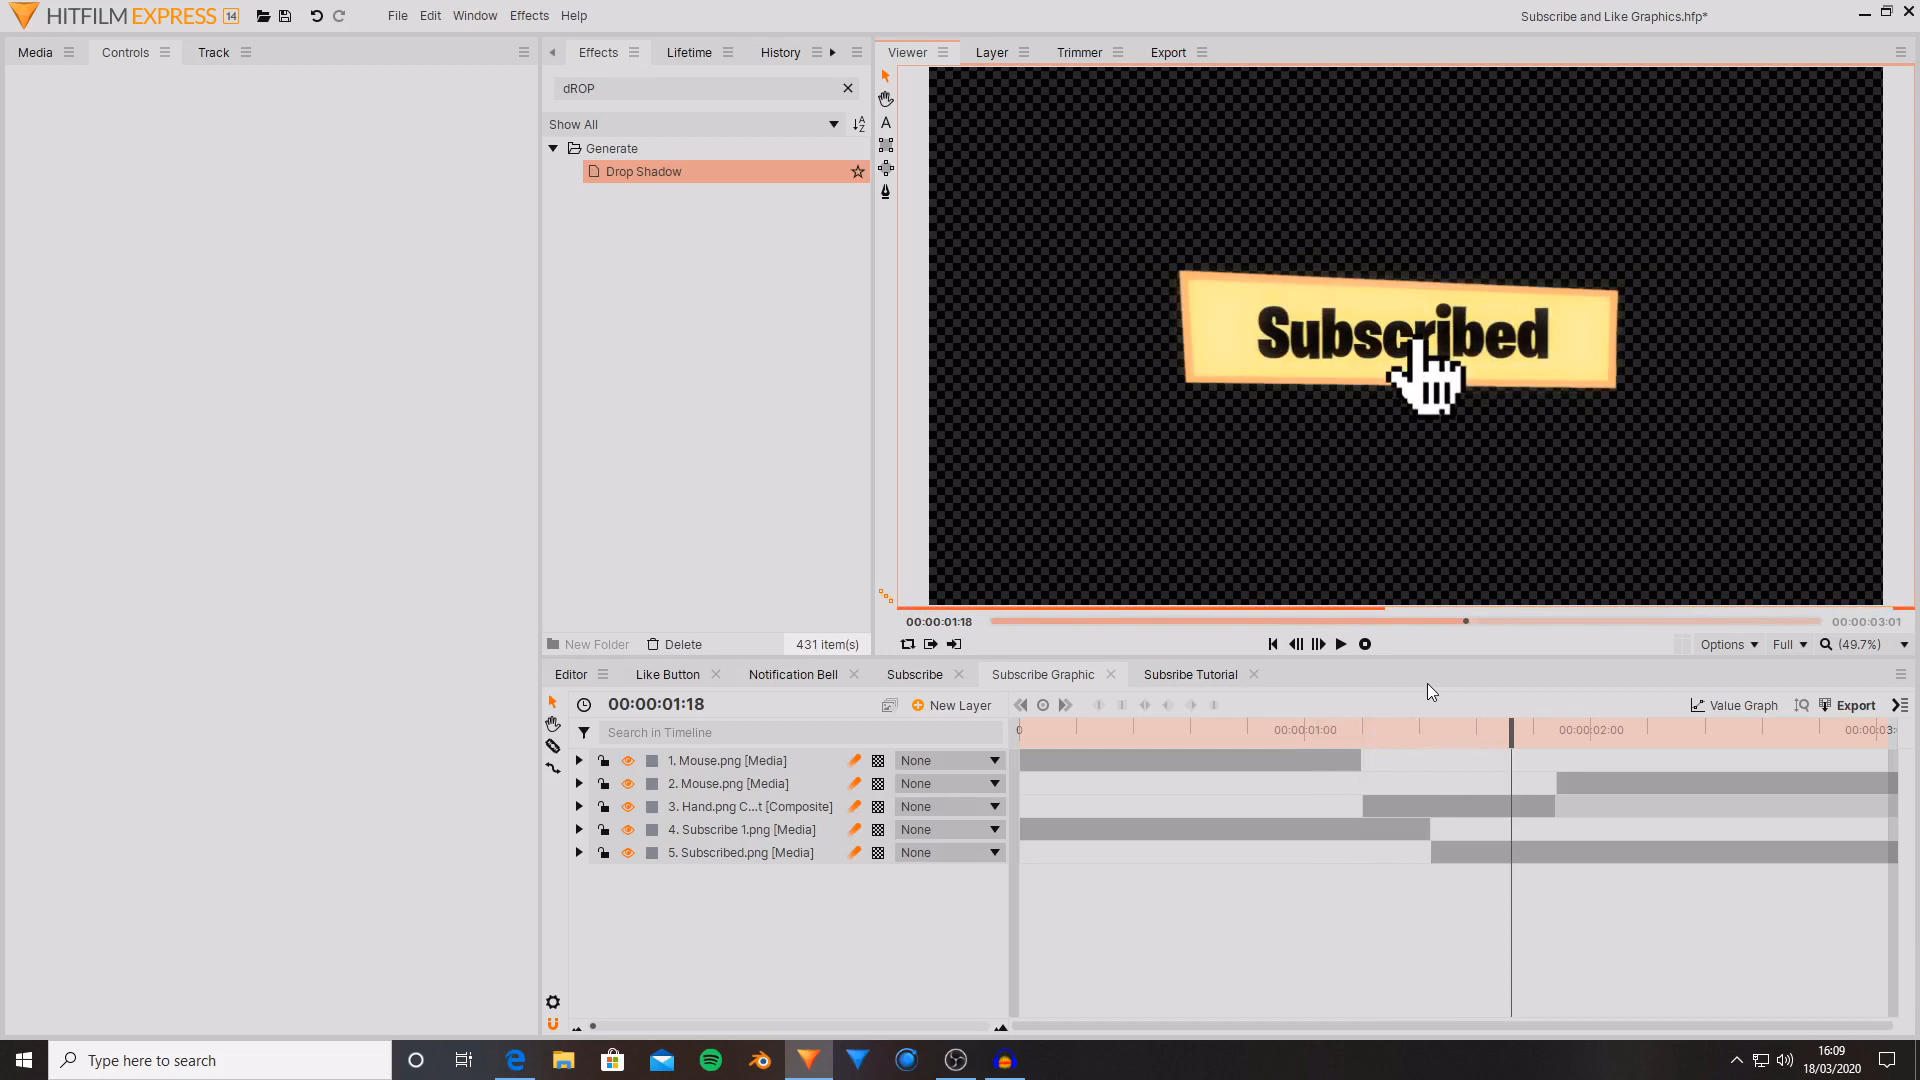 HITFILM EXPRESS 14 File Edit Window Effects Help Subscribe and Like Graphics.hfp*
Media Controls Track Effects Lifetime History Viewer Layer Trimmer Export
dROP
Show All
Generate
Drop Shadow
Subscribed
00:00:01:18 00:00:03:01
New Folder Delete 431 item(s) Options Full (49.7%)
Editor Like Button Notification Bell Subscribe Subscribe Graphic Subsribe Tutorial
00:00:01:18 New Layer Value Graph Export
Search in Timeline 0 00:00:01:00 00:00:02:00 00:00:03:
1. Mouse.png [Media] None
2. Mouse.png [Media] None
3. Hand.png C...t [Composite] None
4. Subscribe 1.png [Media] None
5. Subscribed.png [Media] None
Type here to search 16:09
18/03/2020